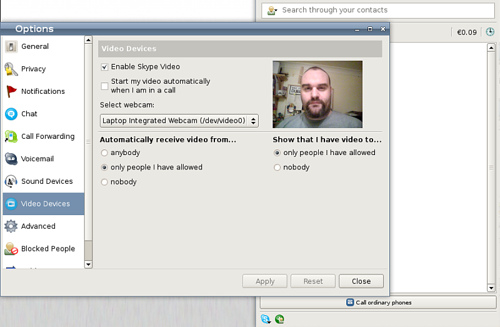 Search through your contacts
Options
€0.09
General
Privacy
Notifications
Chat
Call Forwarding
Voicemail
Sound Devices
Video Devices
Advanced
Blocked People
Video Devices
Enable Skype Video
Start my video automatically
when I am in a call
Select webcam:
Laptop Integrated Webcam (/dev/video0)
Automatically receive video from...
anybody
only people I have allowed
nobody
Show that I have video to...
only people I have allowed
nobody
Apply
Reset
Close
Call ordinary phones